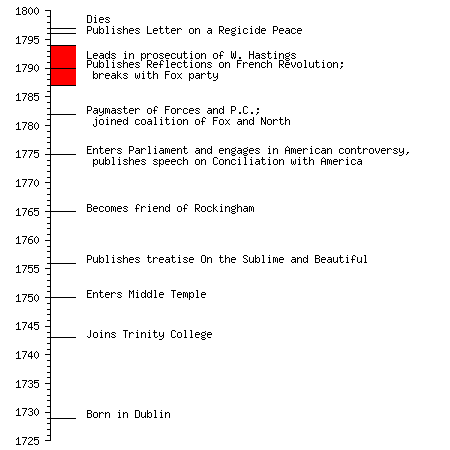 1800
Dies
Publishes Letter on a Regicide Peace
1795
Leads in prosecution of W. Hastings
Publishes Reflections on French Revolution;
1790
breaks with Fox party
1785
Paymaster of Forces and P.C.;
joined coalition of Fox and North
1780
Enters Parliament and engages in American controversy,
1775
publishes speech on Conciliation with America
1770
Becomes friend of Rockingham
1765
1760
Publishes treatise On the Sublime and Beautiful
1755
Enters Middle Temple
1750
1745
Joins Trinity College
1740
1735
1730
Born in Dublin
1725